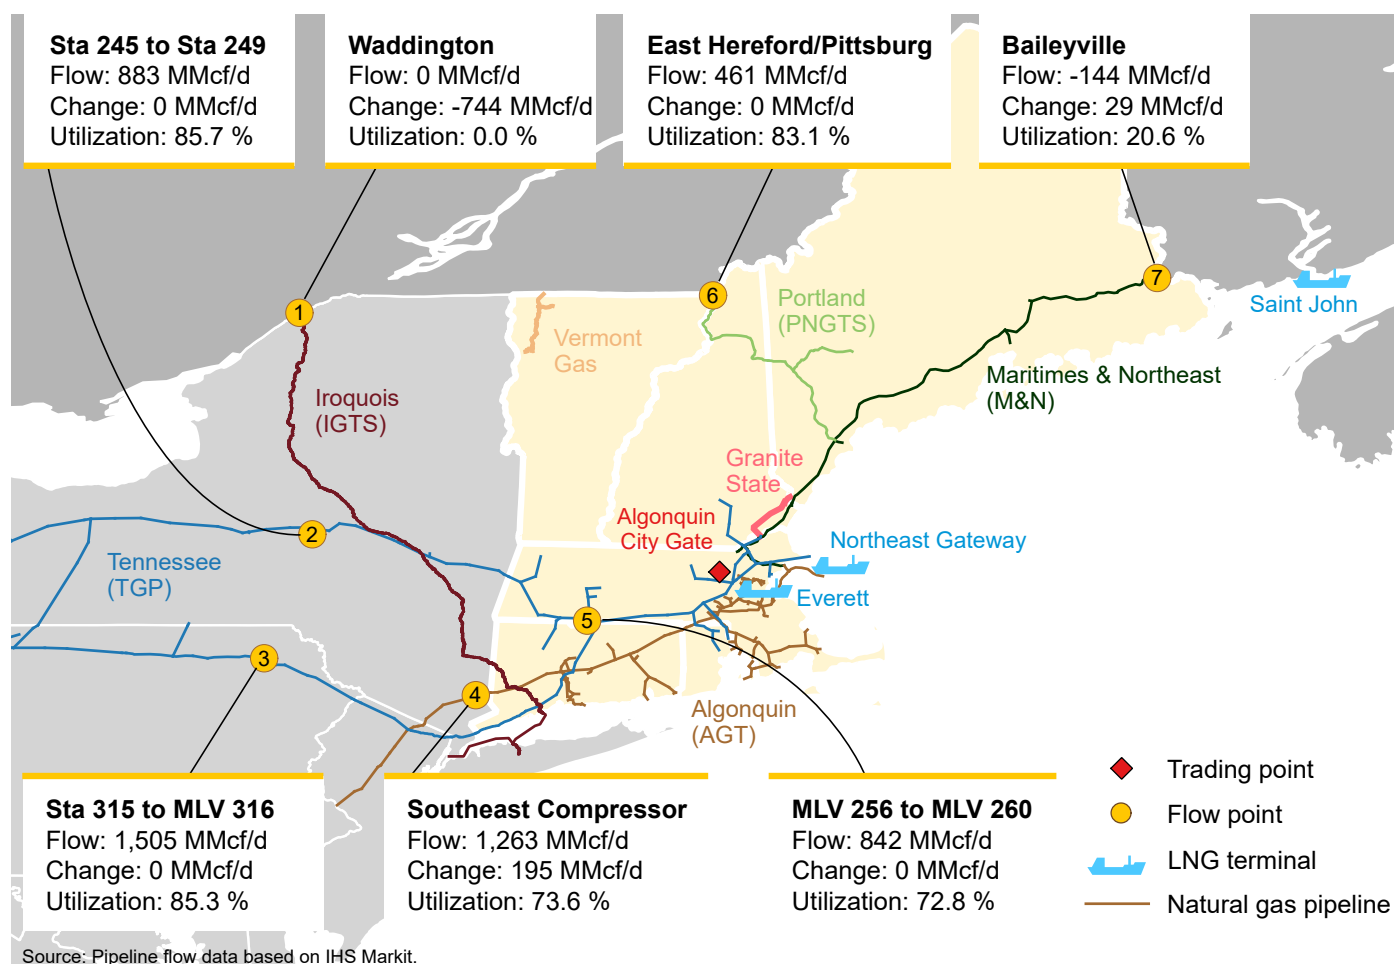 Sta 245 to Sta 249
Flow: 883 MMcf/d
Change: 0 MMcf/d
Utilization: 85.7 %
Waddington
Flow: 0 MMcf/d
Change: -744 MMcf/d
Utilization: 0.0 %
East Hereford/Pittsburg
Flow: 461 MMcf/d
Change: 0 MMcf/d
Utilization: 83.1 %
Baileyville
Flow: -144 MMcf/d
Change: 29 MMcf/d
Utilization: 20.6 %
1
6
7
Saint John
Portland
(PNGTS)
Vermont
Gas
Iroquois
(IGTS)
Maritimes & Northeast
(M&N)
Granite
State
Algonquin
City Gate
2
Northeast Gateway
Tennessee
(TGP)
Everett
5
3
4
Algonquin
(AGT)
Sta 315 to MLV 316
Flow: 1,505 MMcf/d
Change: 0 MMcf/d
Utilization: 85.3 %
Southeast Compressor
Flow: 1,263 MMcf/d
Change: 195 MMcf/d
Utilization: 73.6 %
MLV 256 to MLV 260
Flow: 842 MMcf/d
Change: 0 MMcf/d
Utilization: 72.8 %
Trading point
Flow point
LNG terminal
Natural gas pipeline
Source: Pipeline flow data based on IHS Markit.